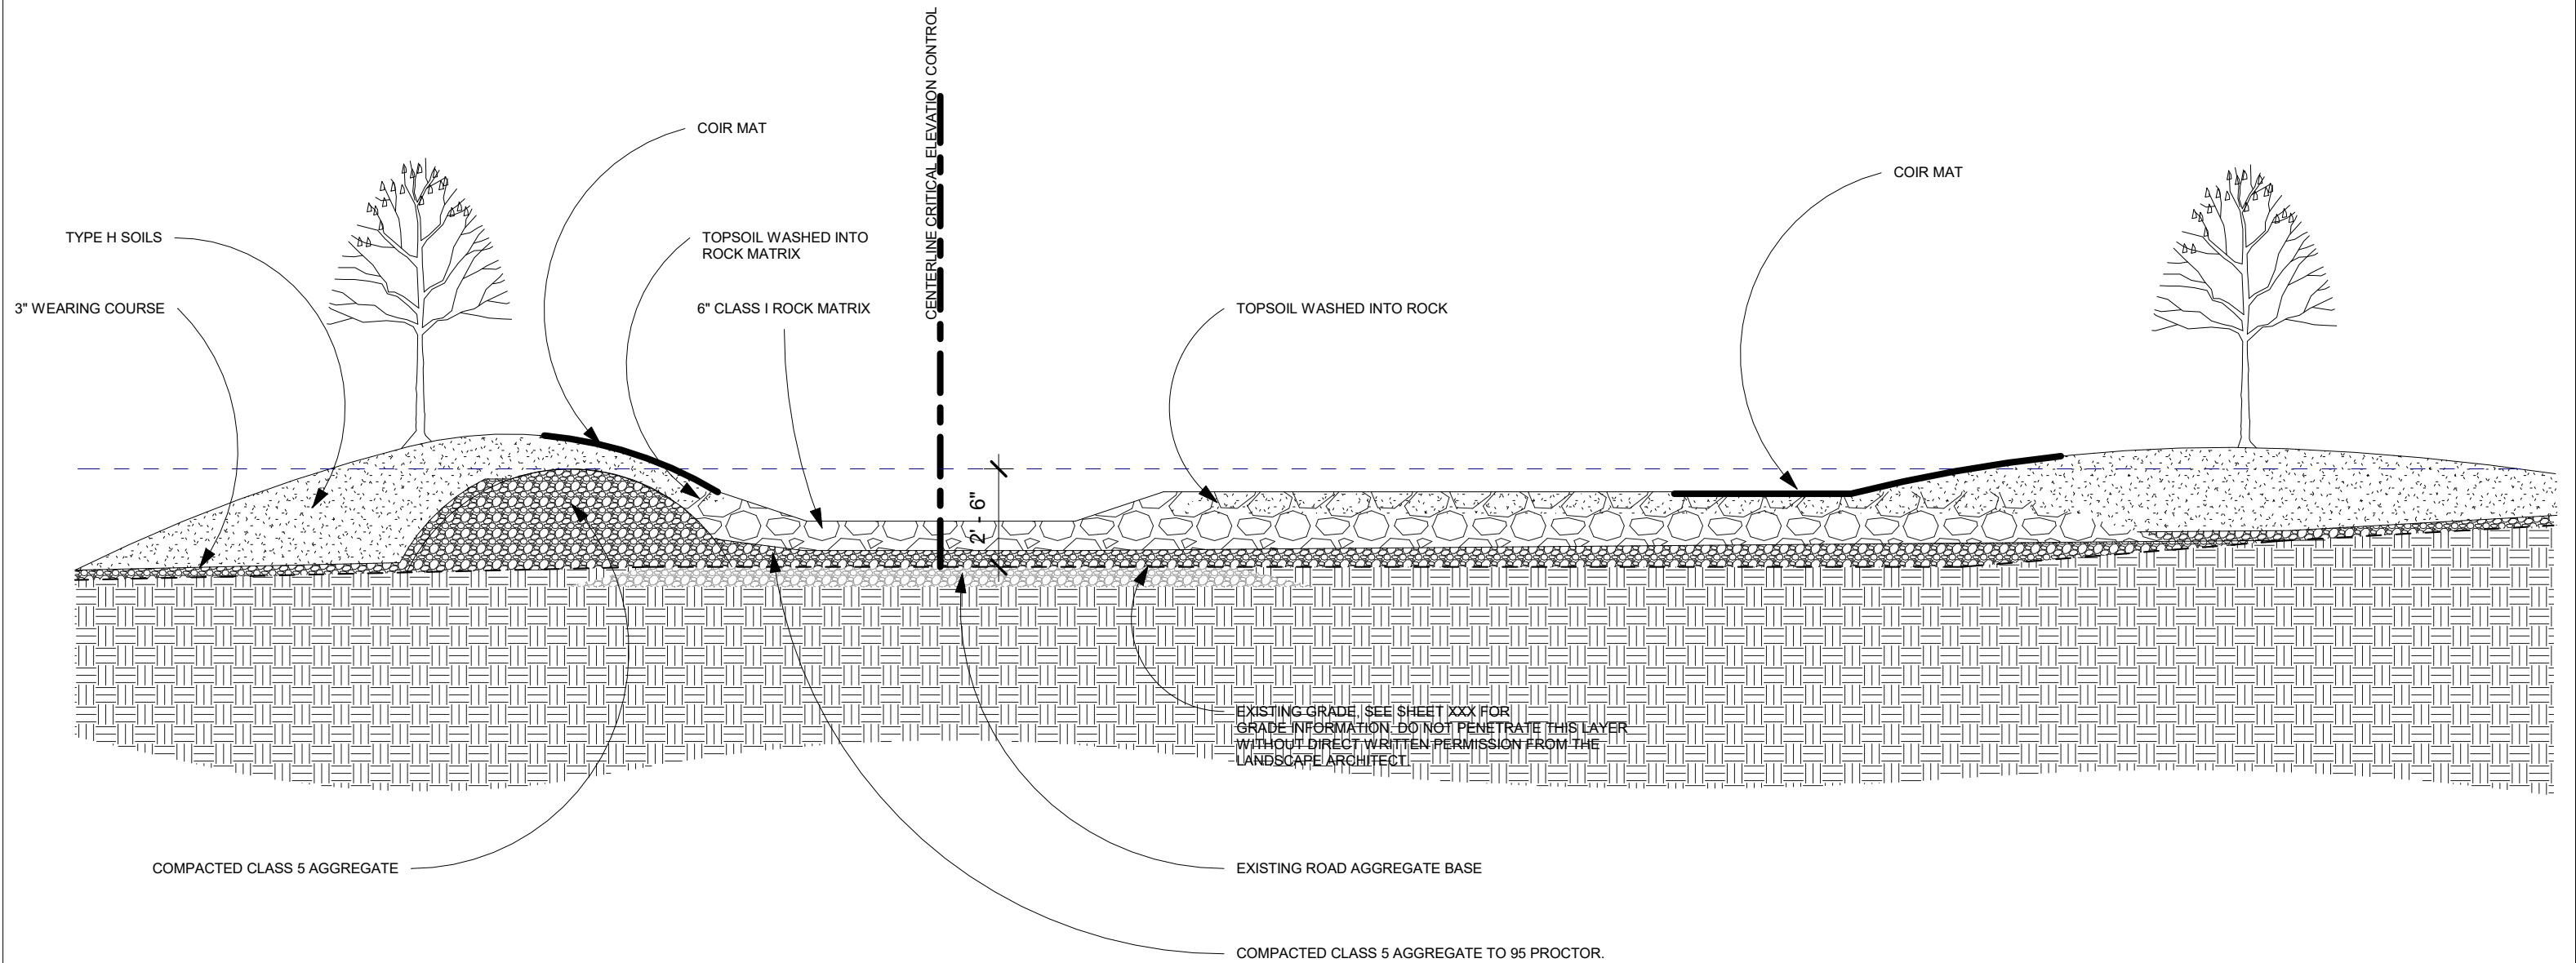 CENTERLINE CRITICAL ELEVATION CONTROL
COIR MAT
COIR MAT
TYPE H SOILS
TOPSOIL WASHED INTO
ROCK MATRIX
3" WEARING COURSE
6" CLASS I ROCK MATRIX
TOPSOIL WASHED INTO ROCK
2' - 6"
EXISTING GRADE, SEE SHEET XXX FOR
GRADE INFORMATION. DO NOT PENETRATE THIS LAYER
WITHOUT DIRECT WRITTEN PERMISSION FROM THE
LANDSCAPE ARCHITECT.
COMPACTED CLASS 5 AGGREGATE
EXISTING ROAD AGGREGATE BASE
COMPACTED CLASS 5 AGGREGATE TO 95 PROCTOR.